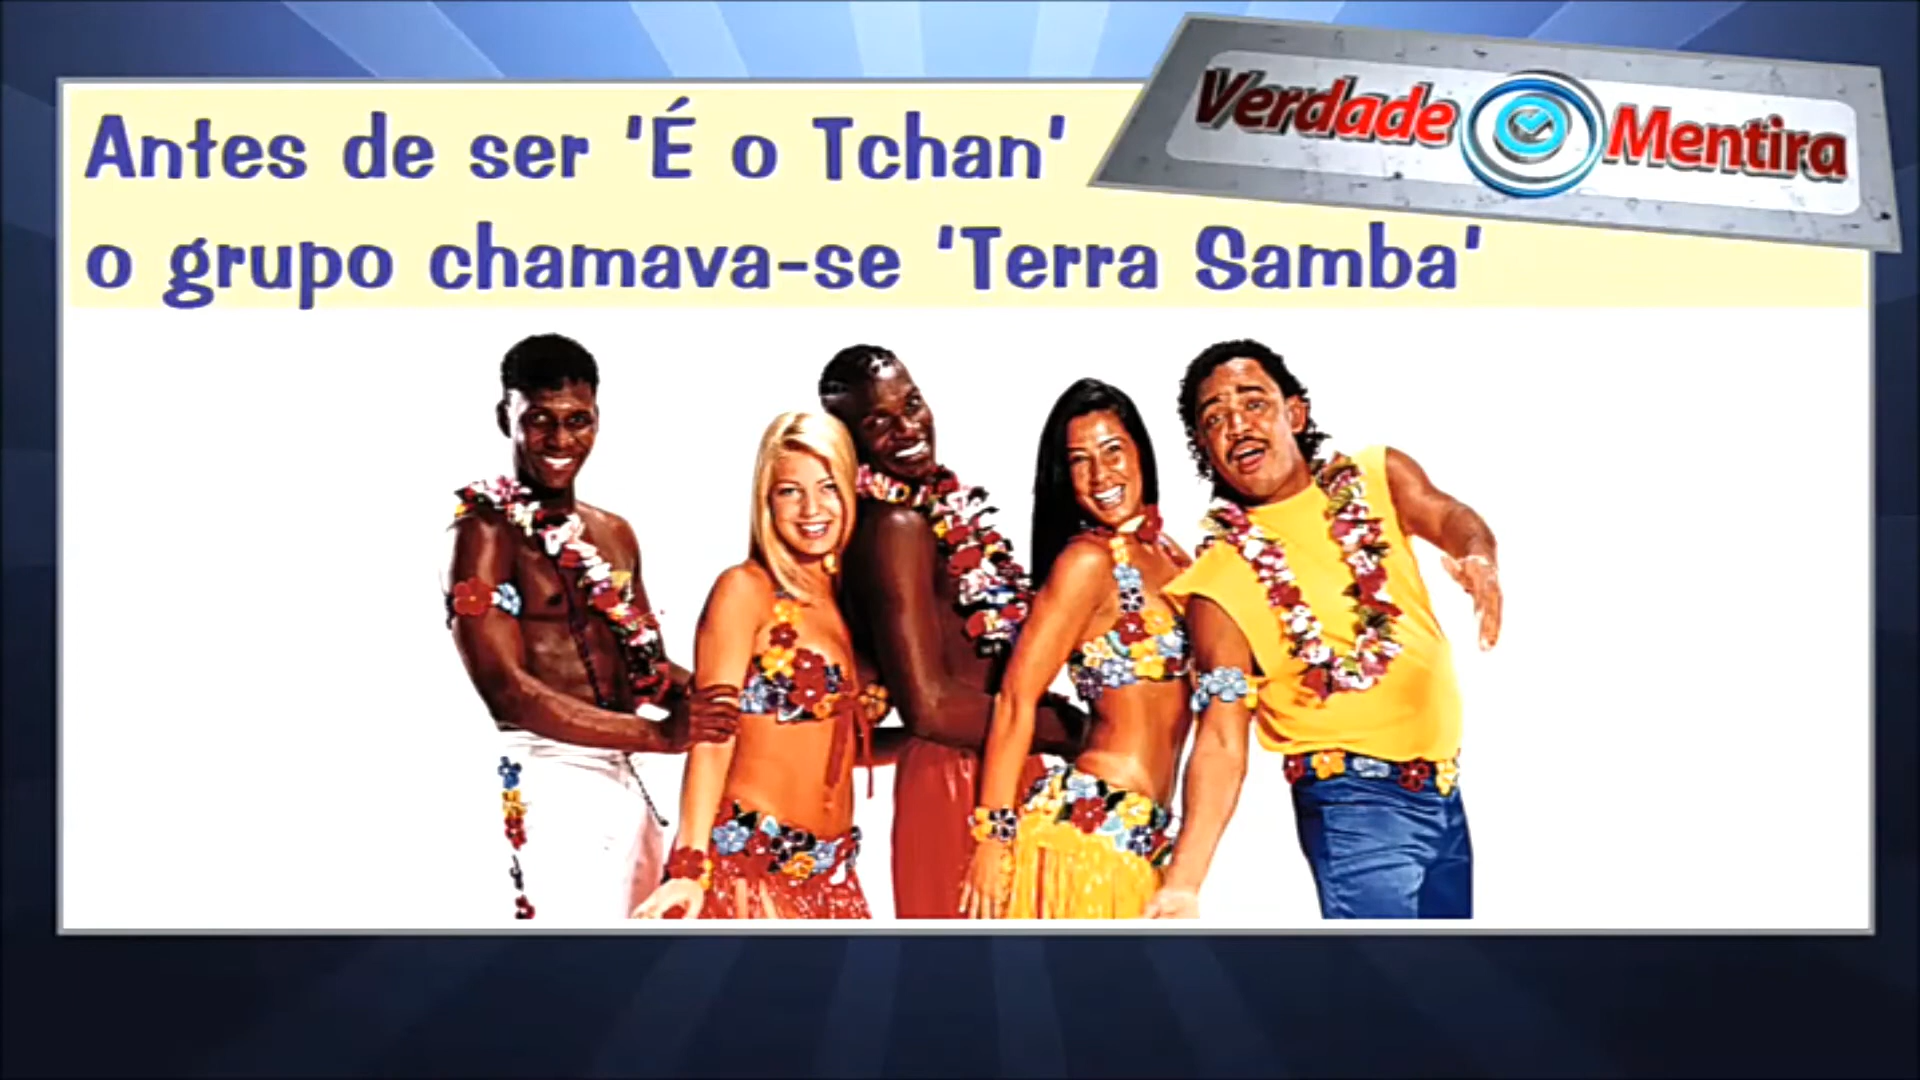 Antes de ser 'É o Tchan'
o grupo chamava-se 'Terra Samba'
Verdade Mentira